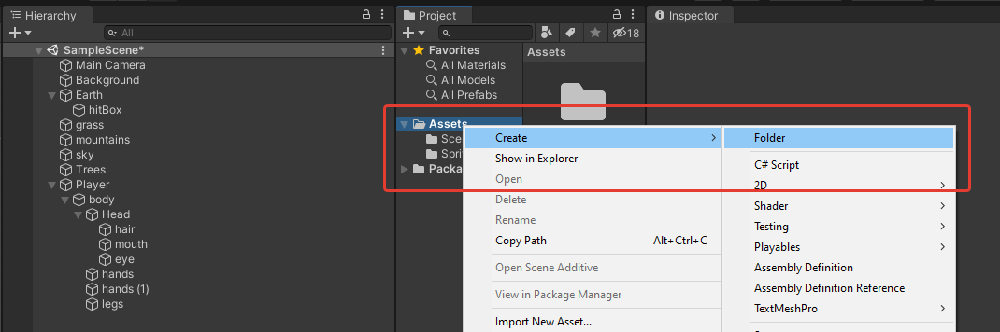 Hierarchy
All
SampleScene*
Main Camera
Background
Earth
hitBox
grass
mountains
sky
Trees
Player
body
Head
hair
mouth
eye
hands
hands (1)
legs
Project
18
Favorites
All Materials
All Models
All Prefabs
Assets
Sce
Spri
Packa
Assets
Create
Show in Explorer
Open
Delete
Rename
Copy Path Alt+Ctrl+C
Open Scene Additive
View in Package Manager
Import New Asset...
Inspector
Folder
C# Script
2D
Shader
Testing
Playables
Assembly Definition
Assembly Definition Reference
TextMeshPro